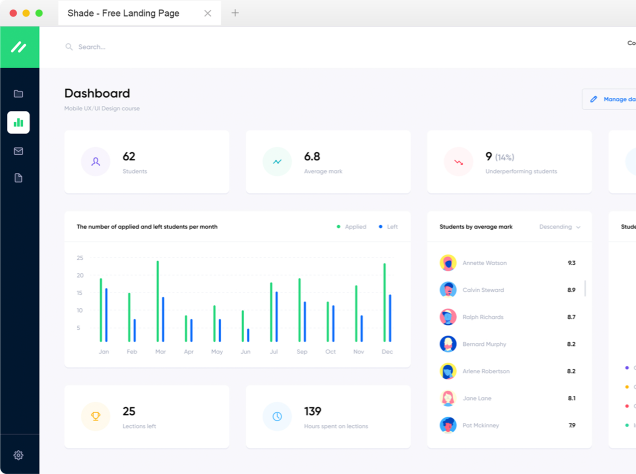 Shade - Free Landing Page
Search...
Co
Dashboard
Mobile UX/UI Design course
Manage da
62
Students
6.8
Average mark
9 (14%)
Underperforming students
The number of applied and left students per month
Applied
Left
25
20
15
10
5
Jan Feb Mar Apr May Jun Jul Sep Oct Nov Dec
Students by average mark
Descending
Annette Watson 9.3
Calvin Steward 8.9
Ralph Richards 8.7
Bernard Murphy 8.2
Arlene Robertson 8.2
Jane Lane 8.1
Pat Mckinney 7.9
Stude
25
Lections left
139
Hours spent on lections